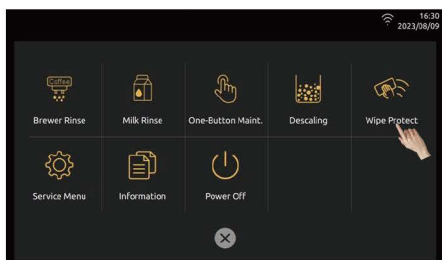 16:30
2023/08/09
Coffee
Brewer Rinse
Milk Rinse
One-Button Maint.
Descaling
Wipe Protect
Service Menu
Information
Power Off